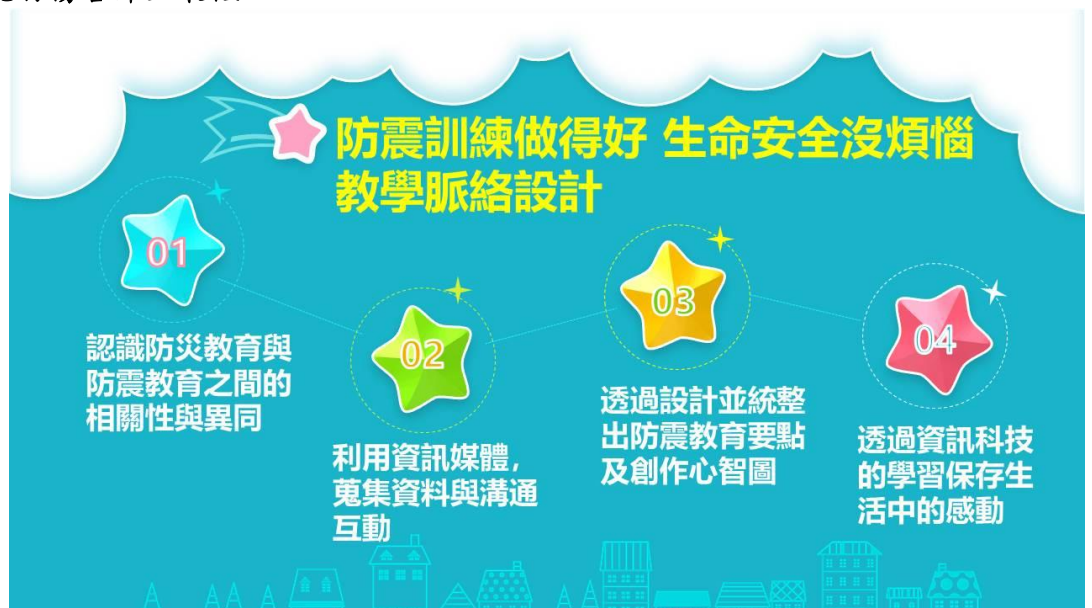 防震訓練做得好 生命安全沒煩惱
教學脈絡設計
01
認識防災教育與
防震教育之間的
相關性與異同
02
利用資訊媒體，
蒐集資料與溝通
互動
03
透過設計並統整
出防震教育要點
及創作心智圖
04
透過資訊科技
的學習保存生
活中的感動